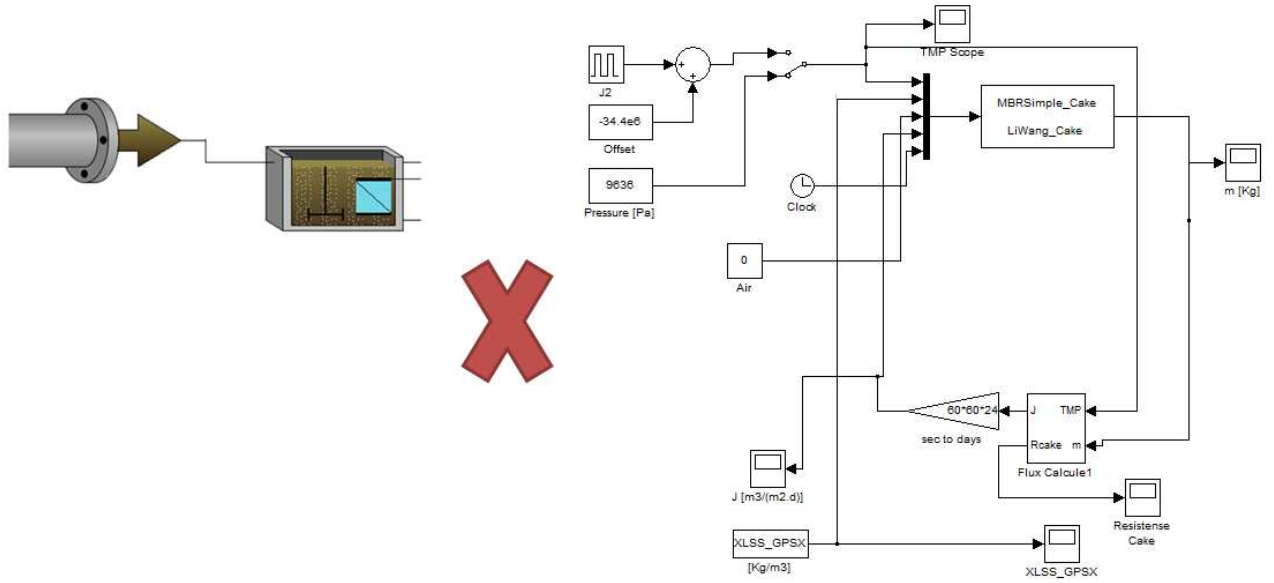 TMP Scope
J2
-34.4e6
Offset
9636
Pressure [Pa]
MBRSimple_Cake
LiWang_Cake
m [Kg]
Clock
0
Air
60*60*24
sec to days
J
TMP
Rcake
m
Flux Calcule1
J [m3/(m2.d)]
Resistense
Cake
XLSS_GPSX
[Kg/m3]
XLSS_GPSX